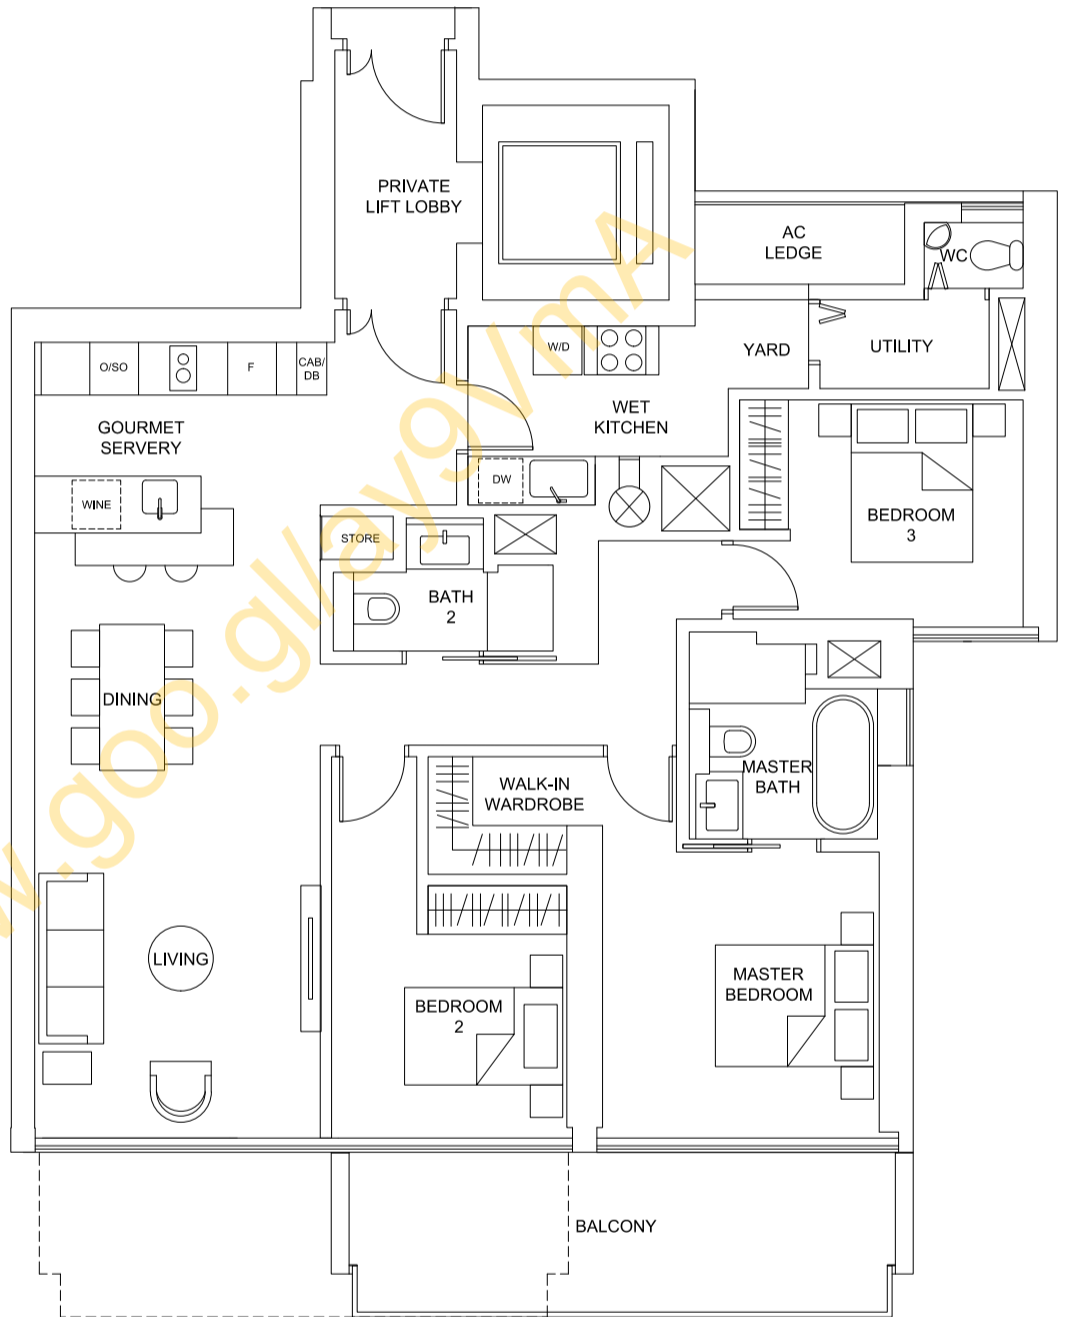 PRIVATE
LIFT LOBBY
AC
LEDGE
WC
W/D
YARD
UTILITY
O/SO
F
CAB/
DB
GOURMET
SERVERY
WET
KITCHEN
WINE
DW
STORE
BEDROOM
3
BATH
2
DINING
MASTER
BATH
WALK-IN
WARDROBE
LIVING
MASTER
BEDROOM
BEDROOM
2
BALCONY
w.goo.gl/ay9VmA